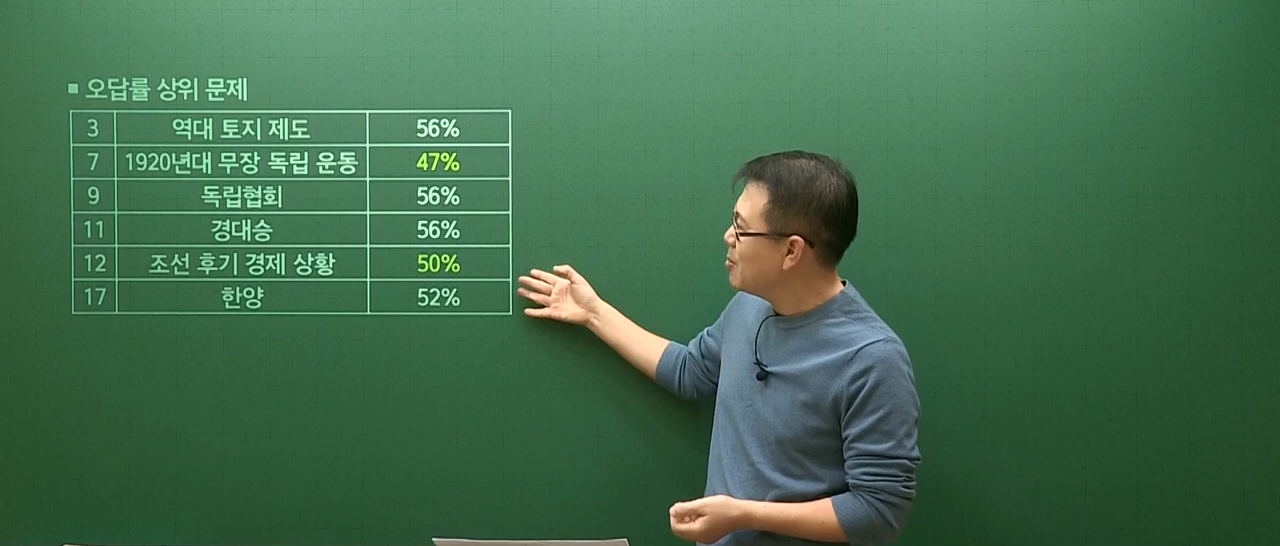 ■ 오답률 상위 문제
3 역대 토지 제도 56%
7 1920년대 무장 독립 운동 47%
9 독립협회 56%
11 경대승 56%
12 조선 후기 경제 상황 50%
17 한양 52%